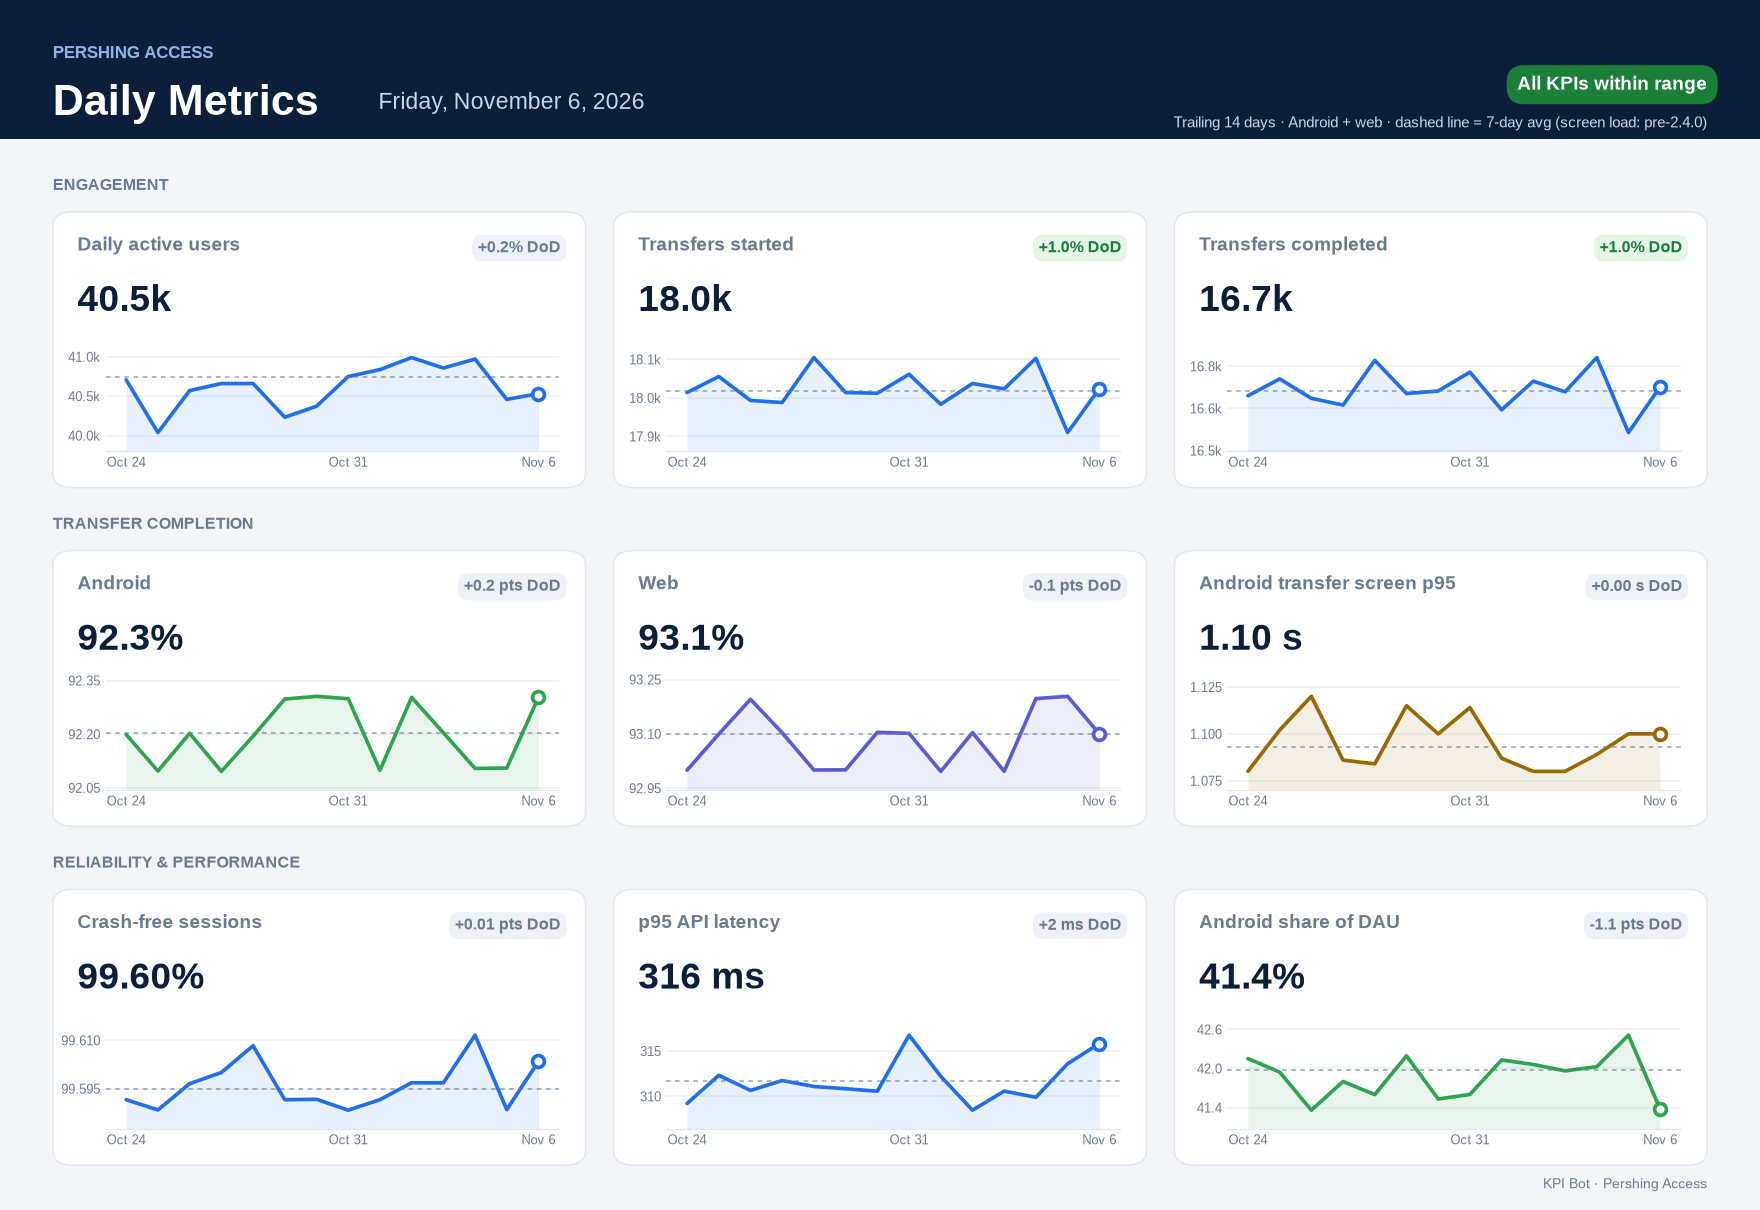 PERSHING ACCESS
Daily Metrics
Friday, November 6, 2026
All KPIs within range
Trailing 14 days · Android + web · dashed line = 7-day avg (screen load: pre-2.4.0)
ENGAGEMENT
Daily active users
+0.2% DoD
40.5k
41.0k
40.5k
40.0k
Oct 24
Oct 31
Nov 6
Transfers started
+1.0% DoD
18.0k
18.1k
18.0k
17.9k
Oct 24
Oct 31
Nov 6
Transfers completed
+1.0% DoD
16.7k
16.8k
16.6k
16.5k
Oct 24
Oct 31
Nov 6
TRANSFER COMPLETION
Android
+0.2 pts DoD
92.3%
92.35
92.20
92.05
Oct 24
Oct 31
Nov 6
Web
-0.1 pts DoD
93.1%
93.25
93.10
92.95
Oct 24
Oct 31
Nov 6
Android transfer screen p95
+0.00 s DoD
1.10 s
1.125
1.100
1.075
Oct 24
Oct 31
Nov 6
RELIABILITY & PERFORMANCE
Crash-free sessions
+0.01 pts DoD
99.60%
99.610
99.595
Oct 24
Oct 31
Nov 6
p95 API latency
+2 ms DoD
316 ms
315
310
Oct 24
Oct 31
Nov 6
Android share of DAU
-1.1 pts DoD
41.4%
42.6
42.0
41.4
Oct 24
Oct 31
Nov 6
KPI Bot · Pershing Access